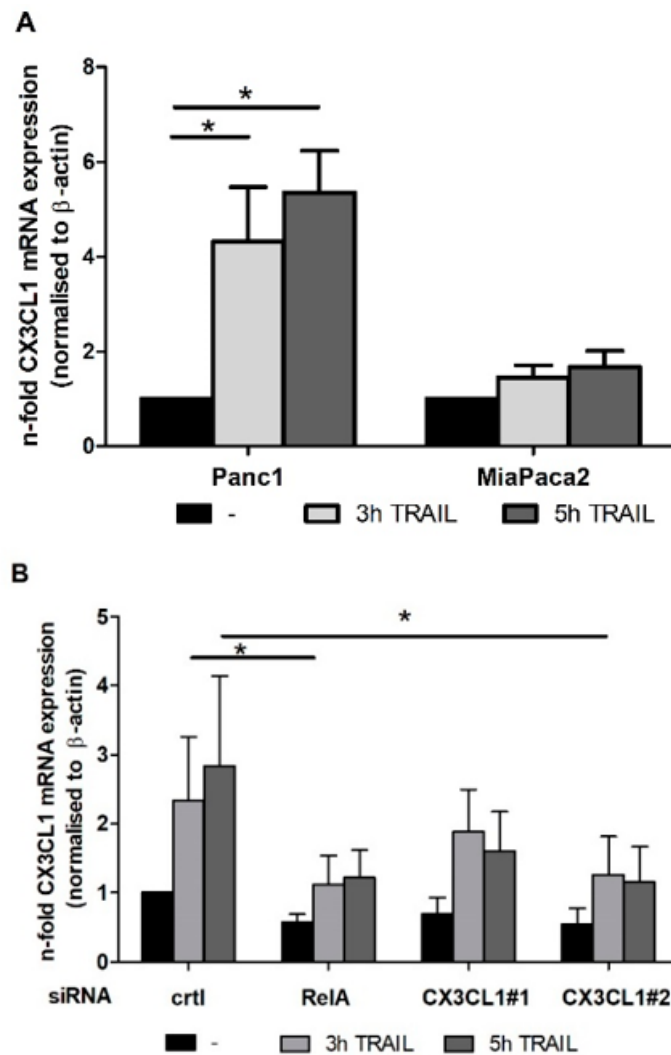 A
n-fold CX3CL1 mRNA expression
(normalised to β-actin)
8
6
4
2
0
*
*
Panc1 MiaPaca2
- 3h TRAIL 5h TRAIL
B
n-fold CX3CL1 mRNA expression
(normalised to β-actin)
5
4
3
2
1
0
*
*
siRNA crtl RelA CX3CL1#1 CX3CL1#2
- 3h TRAIL 5h TRAIL